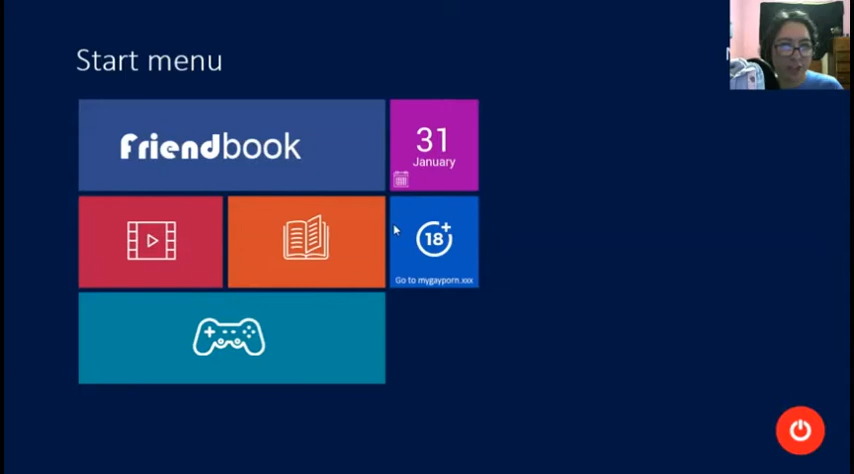 Start menu
Friendbook
31
January
18+
Go to mygayporn.xxx